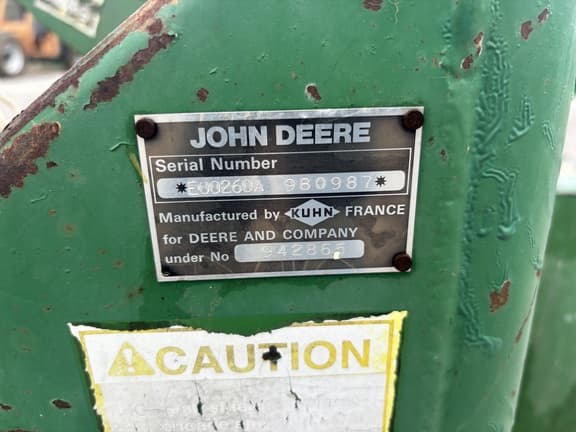 JOHN DEERE
Serial Number
*E00260A 980987*
Manufactured by KUHN FRANCE
for DEERE AND COMPANY
under No 942865
CAUTION